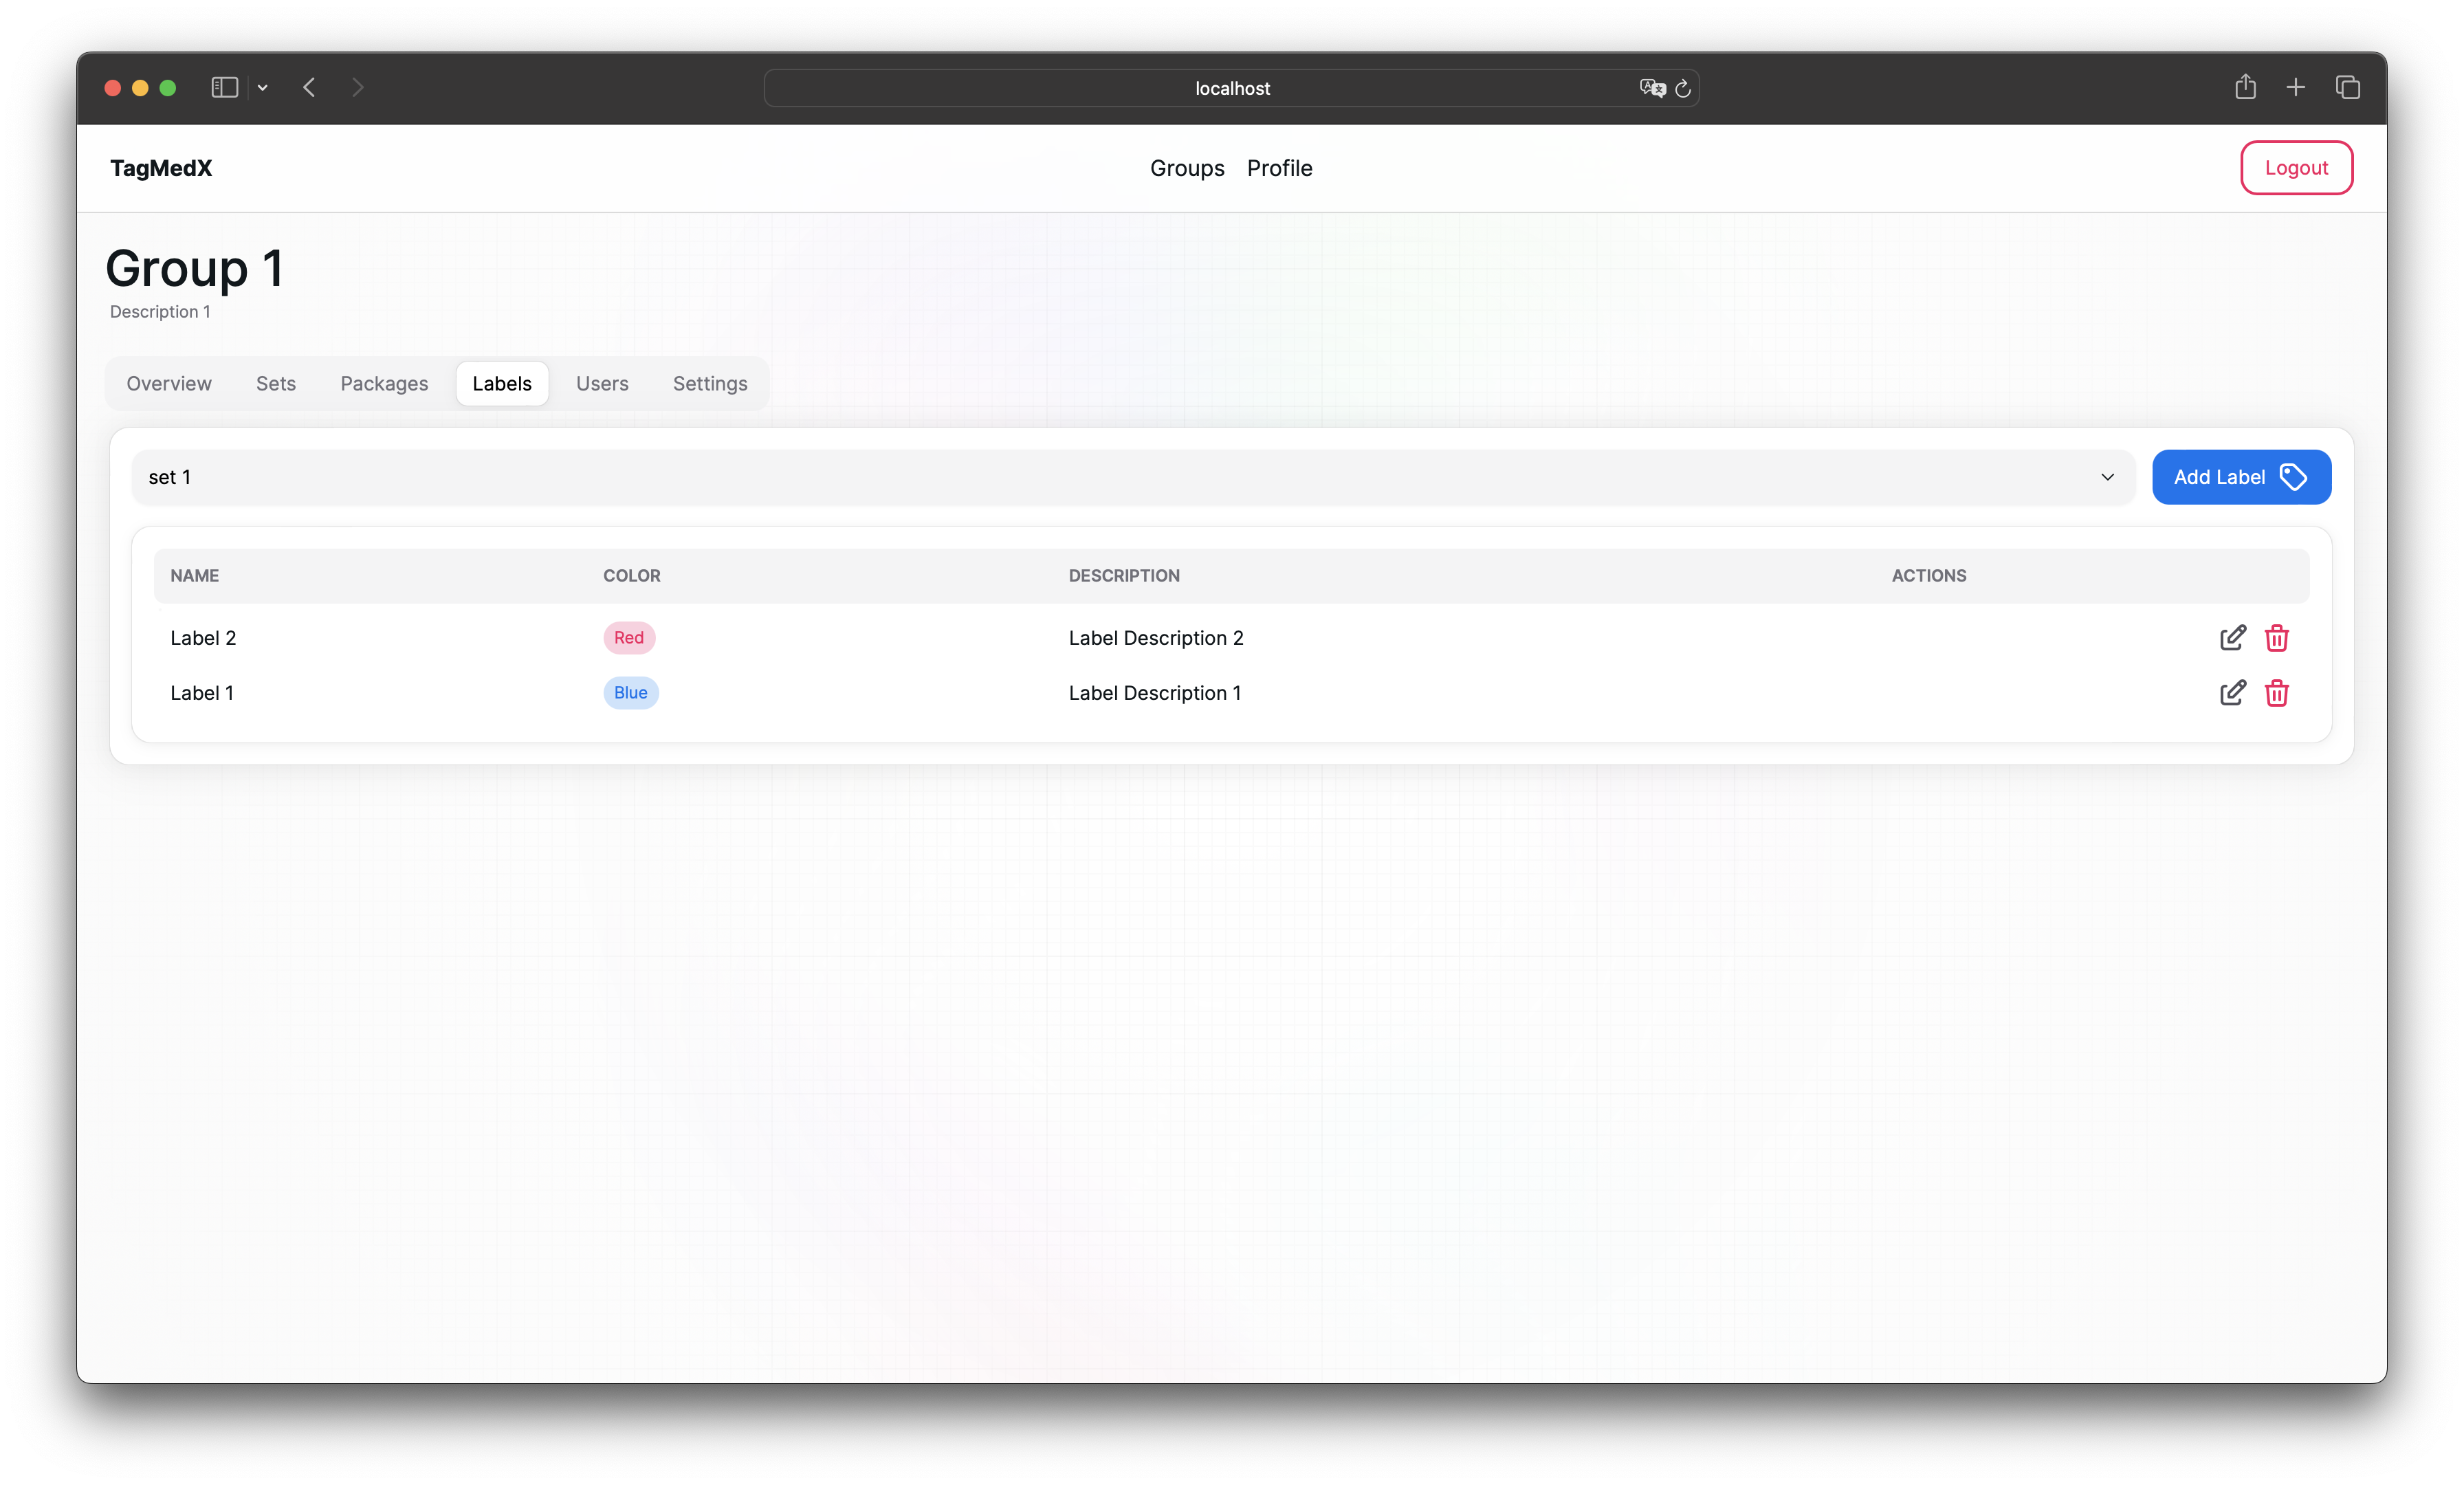 localhost
TagMedX Groups Profile Logout
Group 1
Description 1
Overview Sets Packages Labels Users Settings
set 1 Add Label
NAME COLOR DESCRIPTION ACTIONS
Label 2 Red Label Description 2
Label 1 Blue Label Description 1